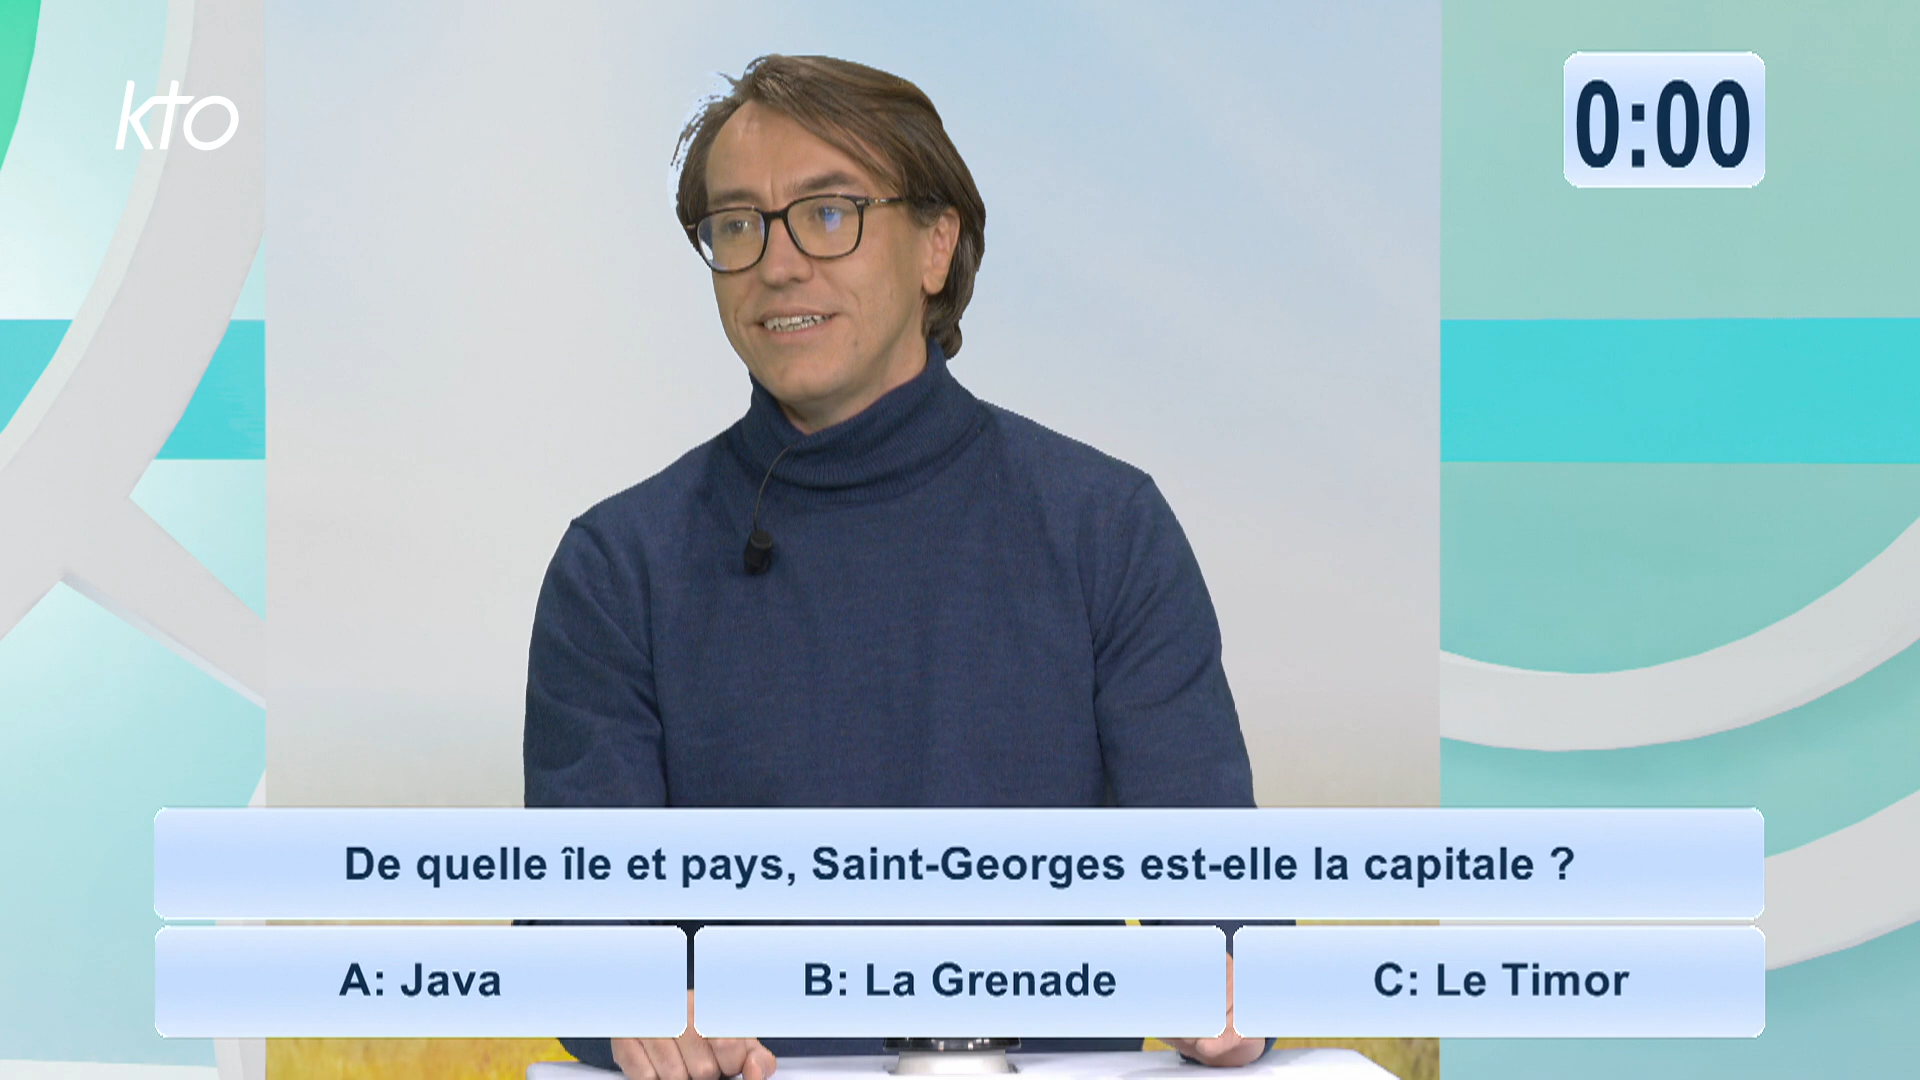 kto
0:00
De quelle île et pays, Saint-Georges est-elle la capitale ?
A: Java
B: La Grenade
C: Le Timor